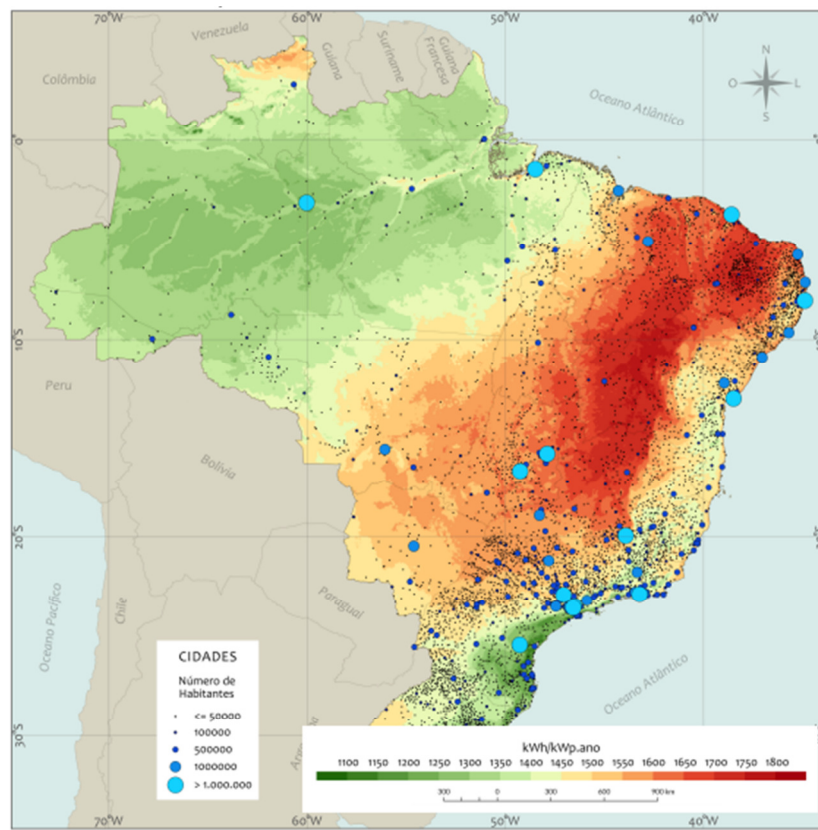 70°W
60°W
50°W
40°W
Venezuela
Guiana
Suriname
Guiana
Francesa
Colômbia
Oceano Atlântico
N
O
L
S
0°
10°S
Peru
Bolívia
20°S
Paraguai
Chile
Oceano Pacífico
Oceano Atlântico
30°S
CIDADES
Número de
Habitantes
<= 50000
100000
500000
1000000
> 1.000.000
kWh/kWp.ano
1100 1150 1200 1250 1300 1350 1400 1450 1500 1550 1600 1650 1700 1750 1800
300 0 300 600 900 km
70°W
60°W
50°W
40°W